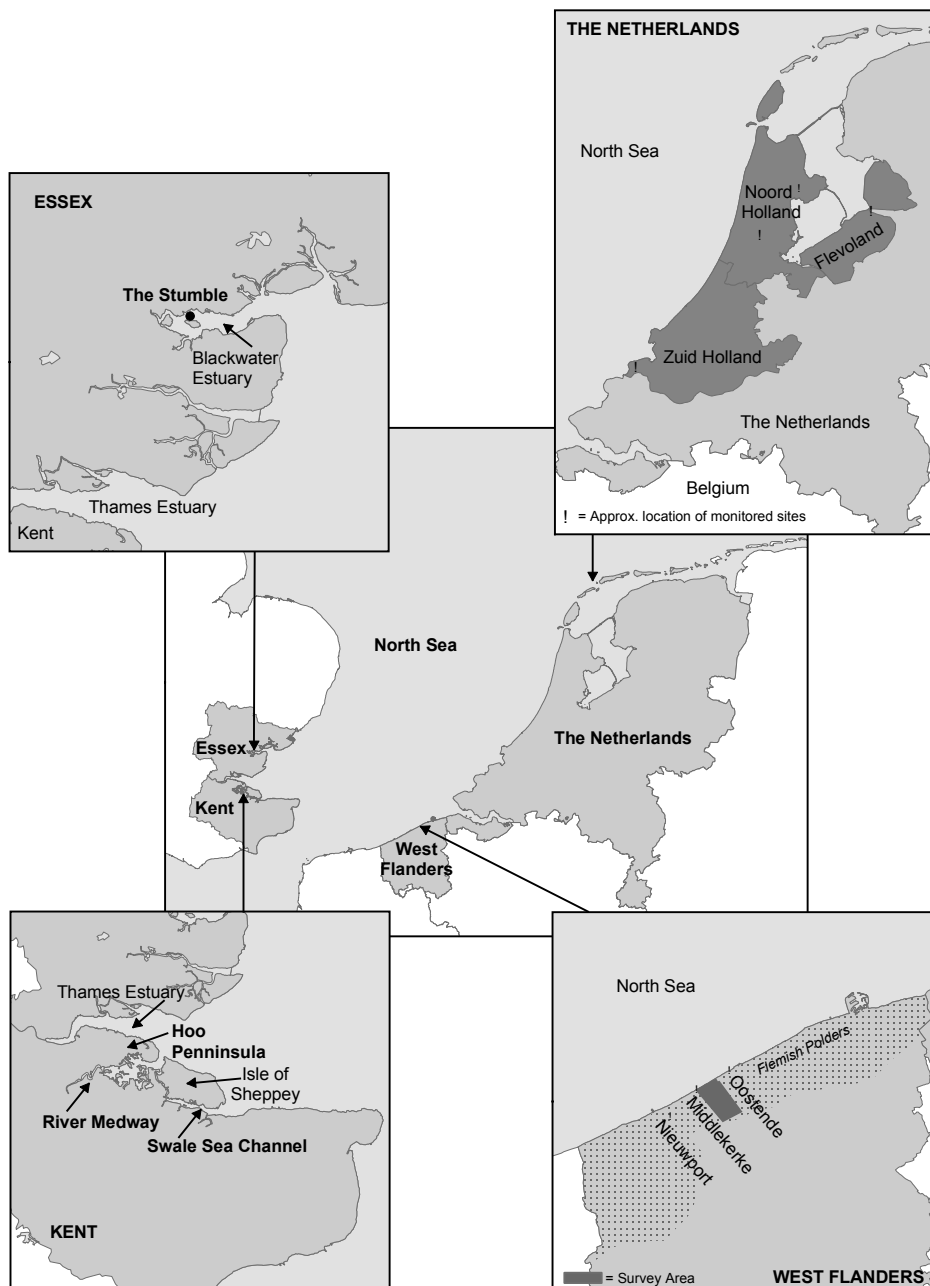 THE NETHERLANDS
North Sea
Noord
Holland
!
!
!
Flevoland
Zuid Holland
!
The Netherlands
Belgium
! = Approx. location of monitored sites
ESSEX
The Stumble
Blackwater
Estuary
Thames Estuary
Kent
North Sea
Essex
The Netherlands
Kent
West
Flanders
Thames Estuary
Hoo
Penninsula
Isle of
Sheppey
River Medway
Swale Sea Channel
KENT
North Sea
Flemish Polders
Oostende
Middlekerke
Nieuwport
= Survey Area
WEST FLANDERS